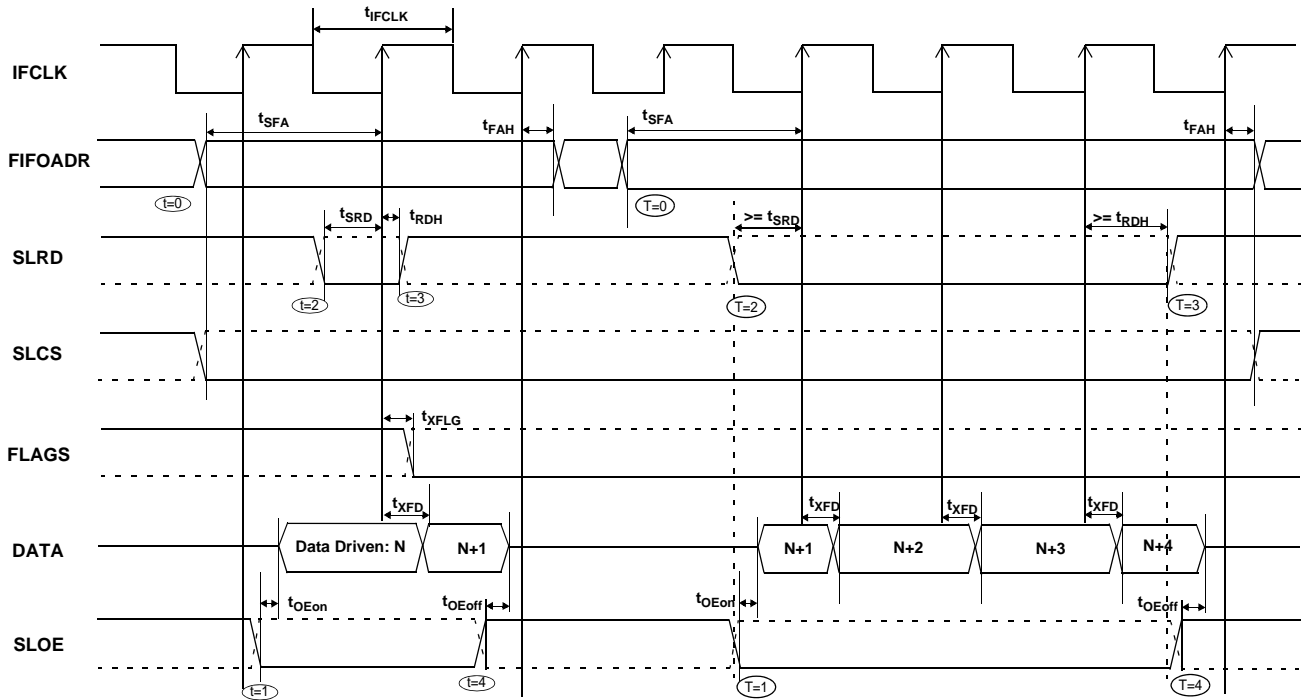 tIFCLK
IFCLK
tSFA
tFAH
tSFA
tFAH
FIFOADR
t=0
T=0
tSRD
tRDH
>= tSRD
>= tRDH
SLRD
t=2
t=3
T=2
T=3
SLCS
tXFLG
FLAGS
tXFD
tXFD
tXFD
tXFD
DATA
Data Driven: N
N+1
N+1
N+2
N+3
N+4
tOEon
tOEoff
tOEon
tOEoff
SLOE
t=1
t=4
T=1
T=4